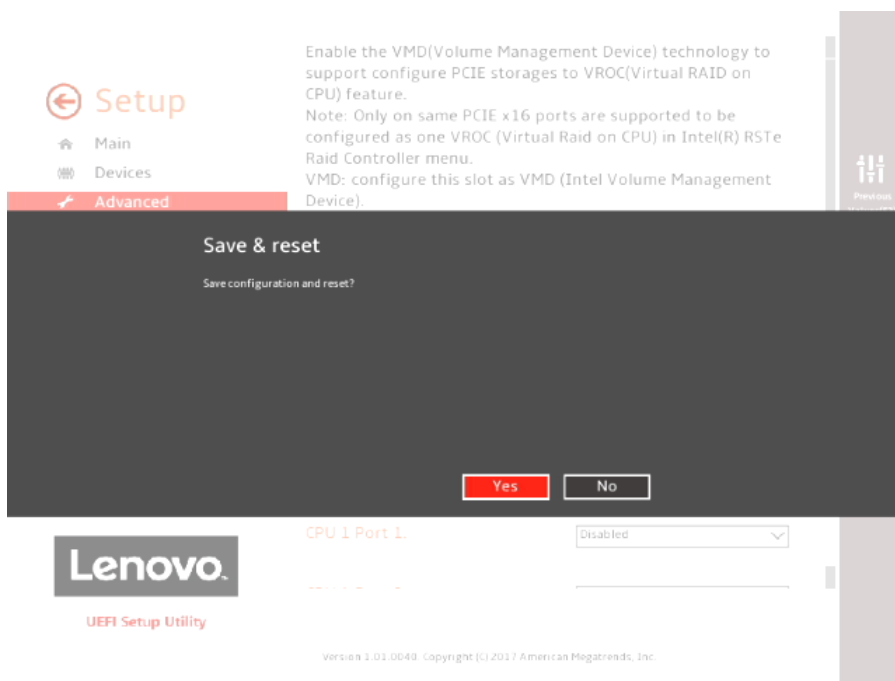 Enable the VMD(Volume Management Device) technology to
support configure PCIE storages to VROC(Virtual RAID on
CPU) feature.
Note: Only on same PCIE x16 ports are supported to be
configured as one VROC (Virtual Raid on CPU) in Intel(R) RSTe
Raid Controller menu.
VMD: configure this slot as VMD (Intel Volume Management
Device).
Setup
Main
Devices
Advanced
Previous
Save & reset
Save configuration and reset?
Yes
No
CPU 1 Port 1.
Disabled
Lenovo.
UEFI Setup Utility
Version 1.01.0040. Copyright (C) 2017 American Megatrends, Inc.